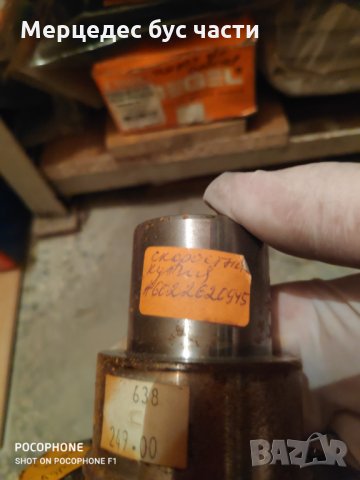 Мерцедес бус части
скоростна
кутия
A6022620945
638
247-00
POCOPHONE
SHOT ON POCOPHONE F1
BAZAR